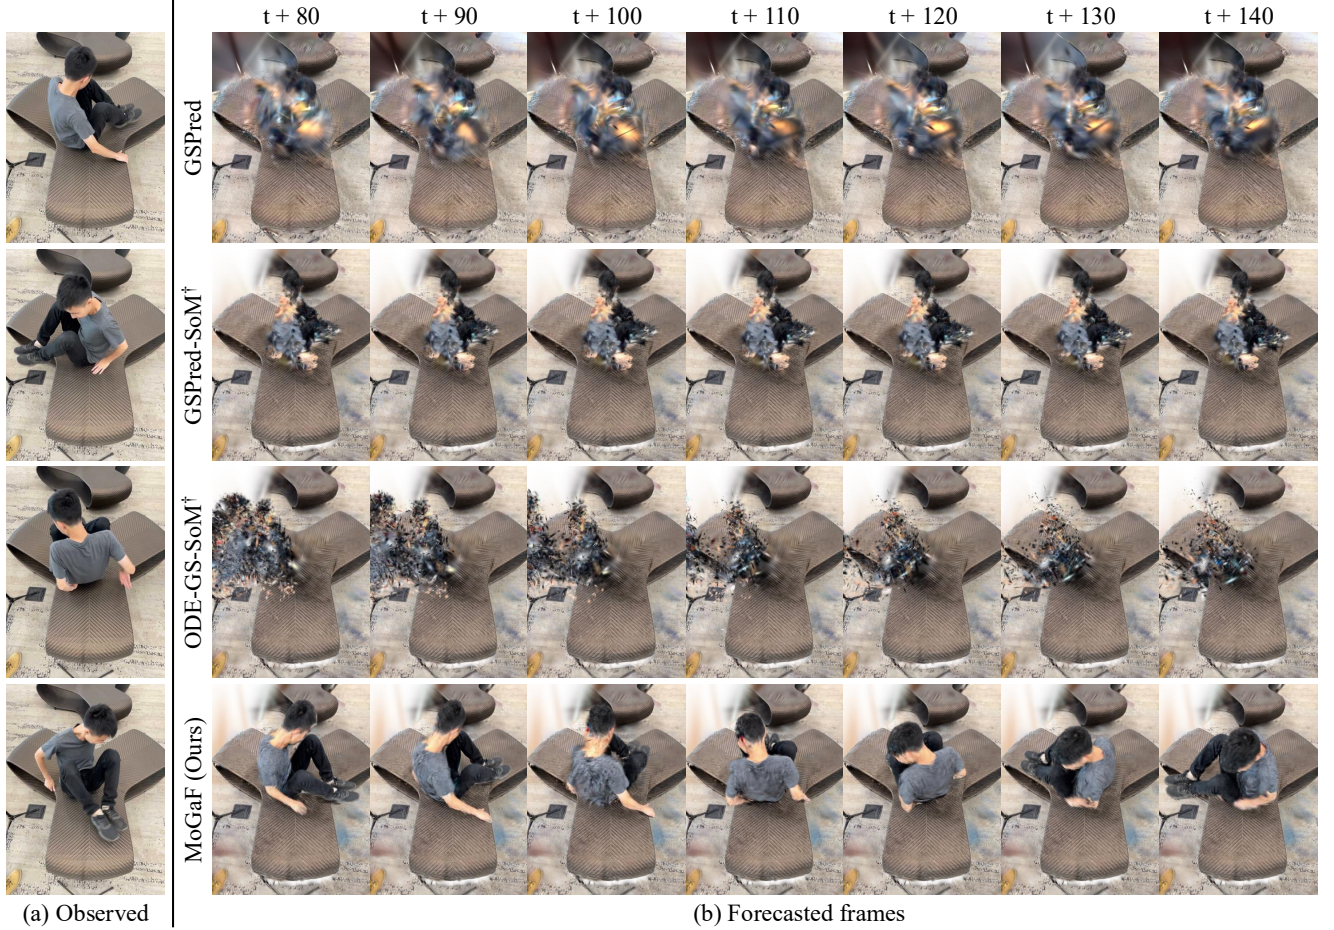 t + 80 t + 90 t + 100 t + 110 t + 120 t + 130 t + 140
GSPred
GSPred-SoM†
ODE-GS-SoM†
MoGaF (Ours)
(a) Observed
(b) Forecasted frames